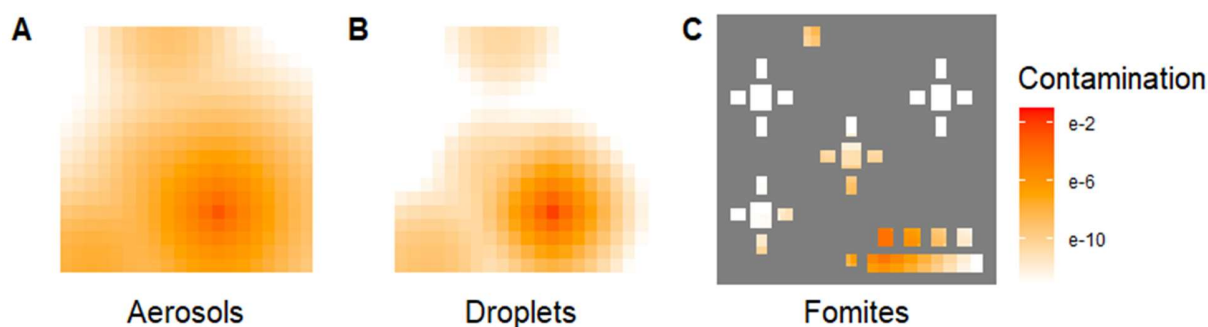 A
B
C
Contamination
e-2
e-6
e-10
Aerosols
Droplets
Fomites